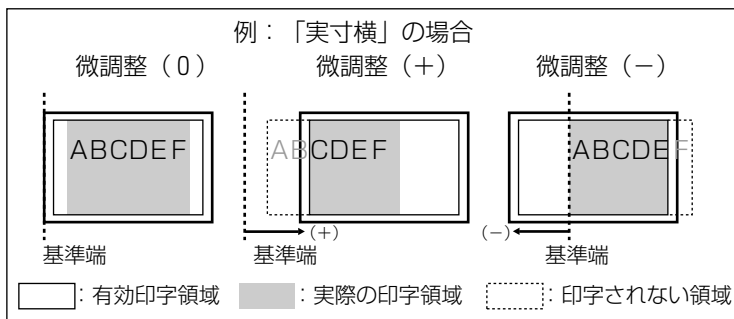 例：「実寸横」の場合
微調整（０） 微調整（＋） 微調整（－）
ABCDEF ABCDEF ABCDEF
(＋) (－)
基準端 基準端 基準端
：有効印字領域 ：実際の印字領域 ：印字されない領域